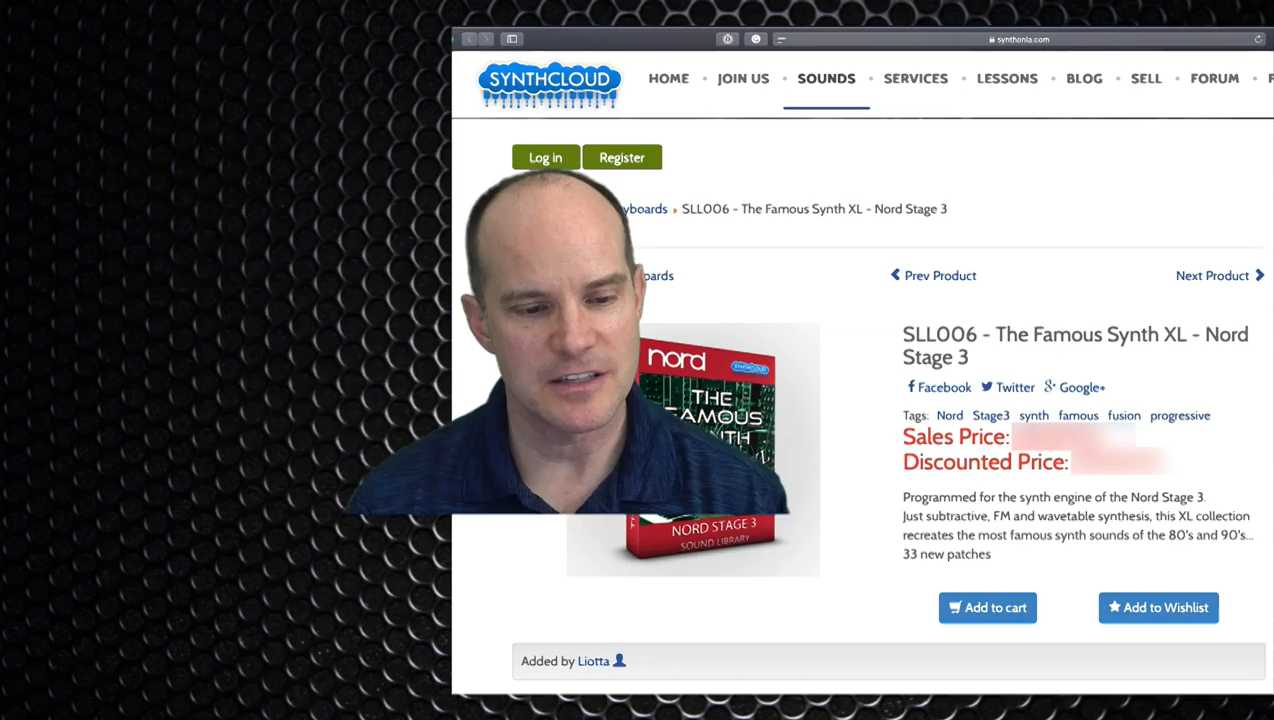 synthonia.com
SYNTHCLOUD
HOME • JOIN US • SOUNDS • SERVICES • LESSONS • BLOG • SELL • FORUM
Log in
Register
yboards
SLL006 - The Famous Synth XL - Nord Stage 3
boards
Prev Product
Next Product
nord
SYNTHCLOUD
THE
FAMOUS
NORD STAGE 3
SOUND LIBRARY
SLL006 - The Famous Synth XL - Nord
Stage 3
Facebook Twitter Google+
Tags: Nord Stage3 synth famous fusion progressive
Sales Price:
Discounted Price:
Programmed for the synth engine of the Nord Stage 3.
Just subtractive, FM and wavetable synthesis, this XL collection
recreates the most famous synth sounds of the 80's and 90's...
33 new patches
Add to cart
Add to Wishlist
Added by Liotta